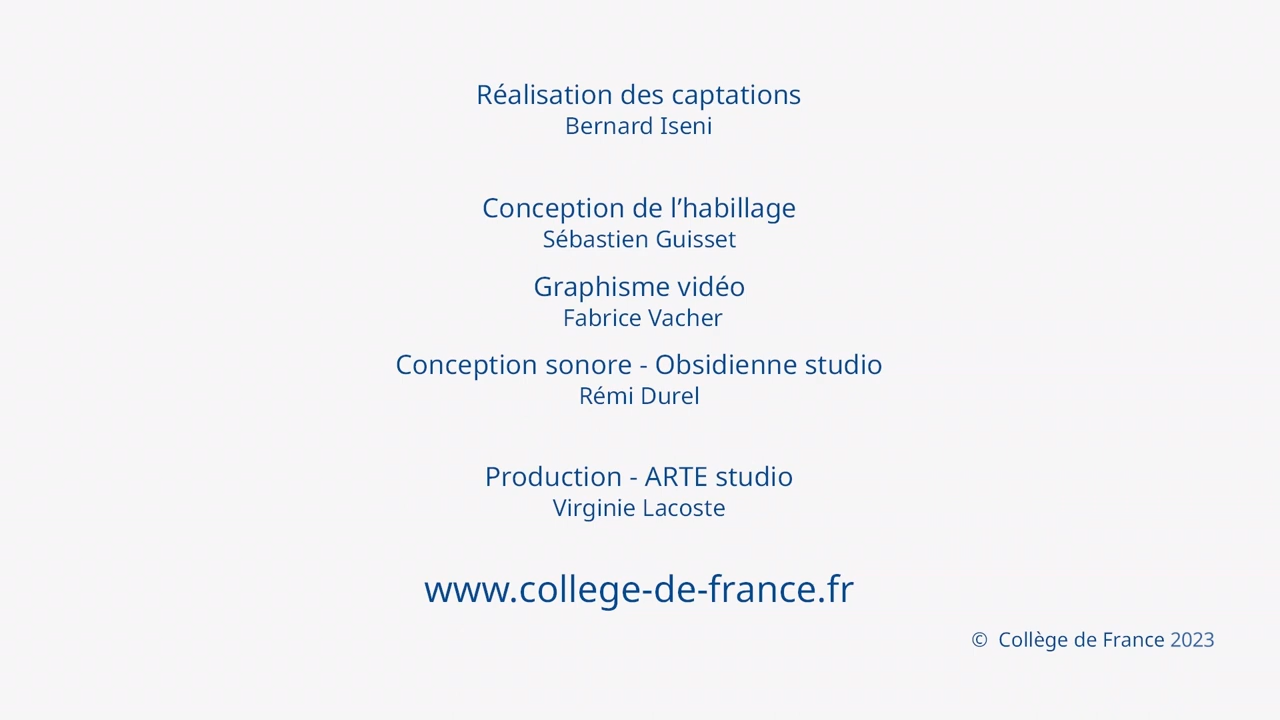 Réalisation des captations
Bernard Iseni
Conception de l’habillage
Sébastien Guisset
Graphisme vidéo
Fabrice Vacher
Conception sonore - Obsidienne studio
Rémi Durel
Production - ARTE studio
Virginie Lacoste
www.college-de-france.fr
© Collège de France 2023